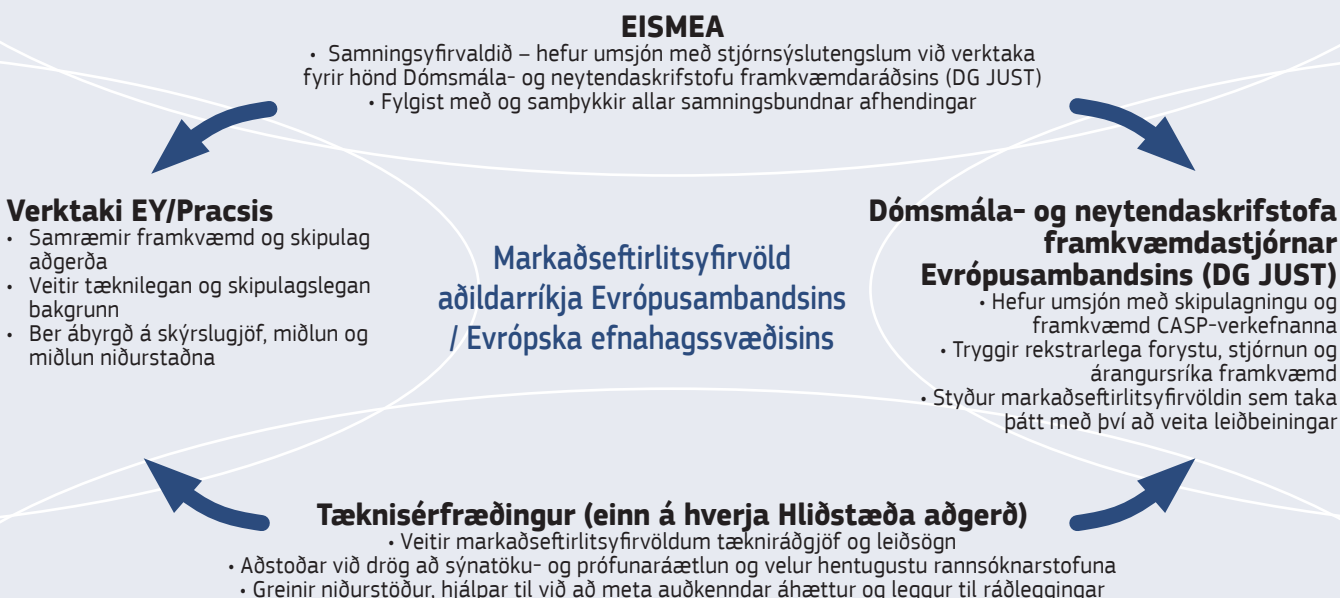 EISMEA
• Samningsyfirvaldið – hefur umsjón með stjórnsýslutengslum við verktaka
fyrir hönd Dómsmála- og neytendaskrifstofu framkvæmdaráðsins (DG JUST)
• Fylgist með og samþykkir allar samningsbundnar afhendingar
Verktaki EY/Pracsis
• Samræmir framkvæmd og skipulag
aðgerða
• Veitir tæknilegan og skipulagslegan
bakgrunn
• Ber ábyrgð á skýrslugjöf, miðlun og
miðlun niðurstaðna
Markaðseftirlitsyfirvöld
aðildarríkja Evrópusambandsins
/ Evrópska efnahagssvæðisins
Dómsmála- og neytendaskrifstofa
framkvæmdastjórnar
Evrópusambandsins (DG JUST)
• Hefur umsjón með skipulagningu og
framkvæmd CASP-verkefnanna
• Tryggir rekstrarlega forystu, stjórnun og
árangursríka framkvæmd
• Styður markaðseftirlitsyfirvöldin sem taka
þátt með því að veita leiðbeiningar
Tæknisérfræðingur (einn á hverja Hliðstæða aðgerð)
• Veitir markaðseftirlitsyfirvöldum tækniráðgjöf og leiðsögn
• Aðstoðar við drög að sýnatöku- og prófunaráætlun og velur hentugustu rannsóknarstofuna
• Greinir niðurstöður, hjálpar til við að meta auðkenndar áhættur og leggur til ráðleggingar